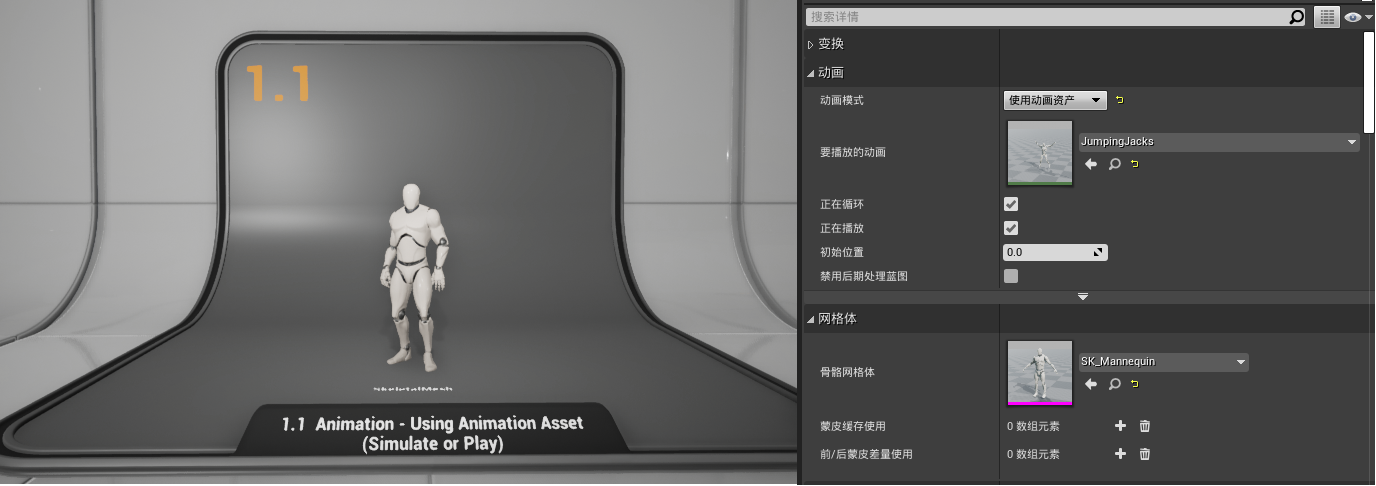 1.1
SkeletalMesh
1.1 Animation - Using Animation Asset
(Simulate or Play)
搜索详情
变换
动画
动画模式
使用动画资产
要播放的动画
JumpingJacks
正在循环
正在播放
初始位置
0.0
禁用后期处理蓝图
网格体
骨骼网格体
SK_Mannequin
蒙皮缓存使用
0 数组元素
前/后蒙皮差量使用
0 数组元素